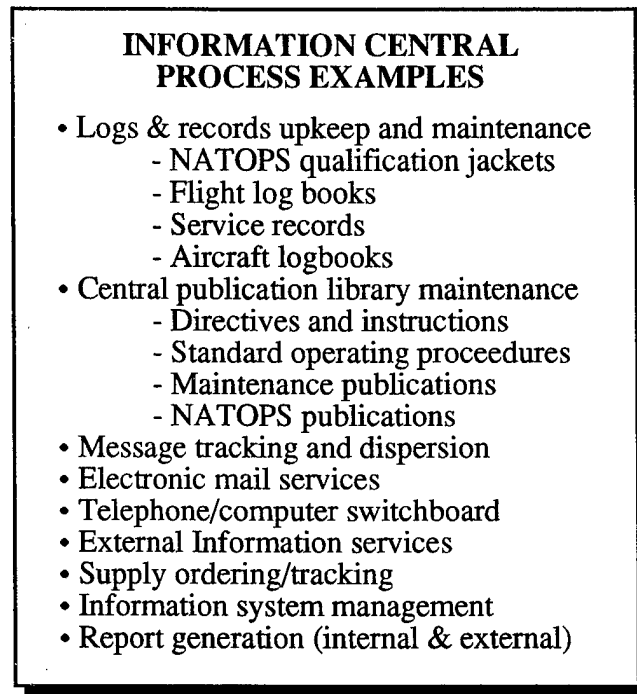 INFORMATION CENTRAL
PROCESS EXAMPLES
• Logs & records upkeep and maintenance
- NATOPS qualification jackets
- Flight log books
- Service records
- Aircraft logbooks
• Central publication library maintenance
- Directives and instructions
- Standard operating proceedures
- Maintenance publications
- NATOPS publications
• Message tracking and dispersion
• Electronic mail services
• Telephone/computer switchboard
• External Information services
• Supply ordering/tracking
• Information system management
• Report generation (internal & external)